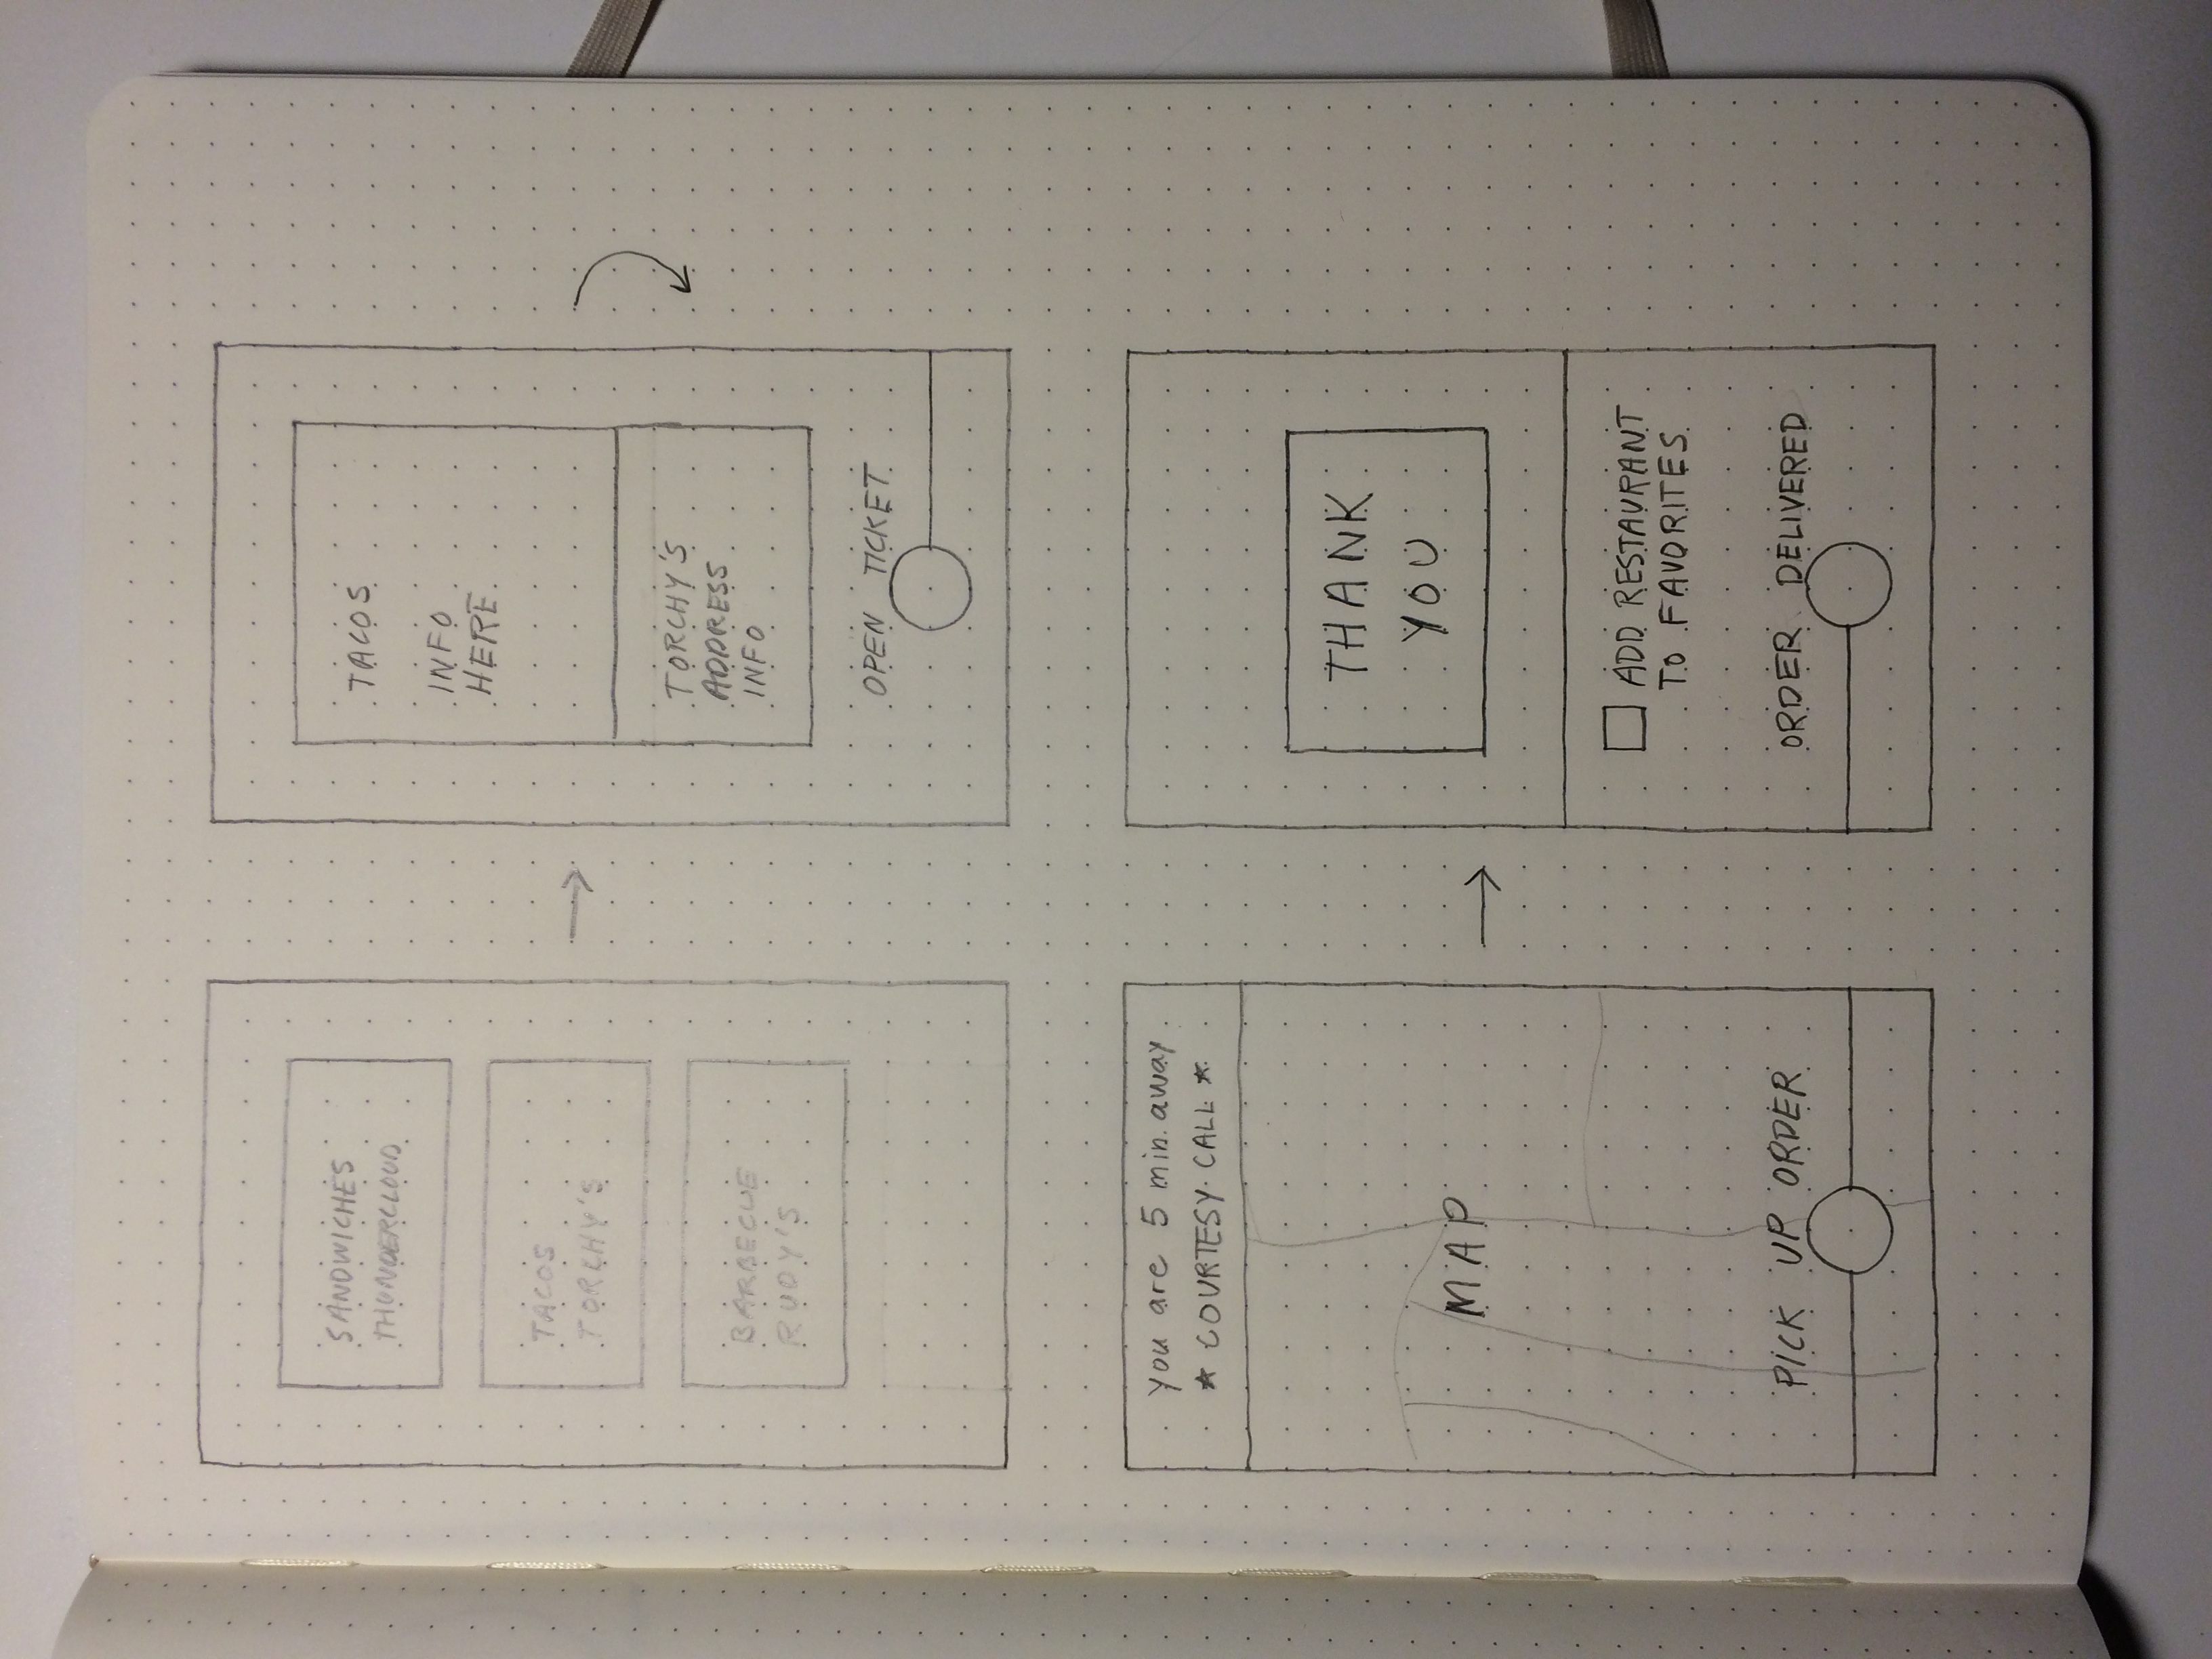 SANDWICHES
THUNDERCLOUD
TACOS
TORCHY'S
BARBECUE
RUDY'S
TACOS
INFO
HERE
TORCHY'S
ADDRESS
INFO
OPEN TICKET
you are 5 min. away
★ COURTESY CALL ★
MAP
PICK UP ORDER
THANK
YOU
ADD RESTAURANT
TO FAVORITES
ORDER DELIVERED